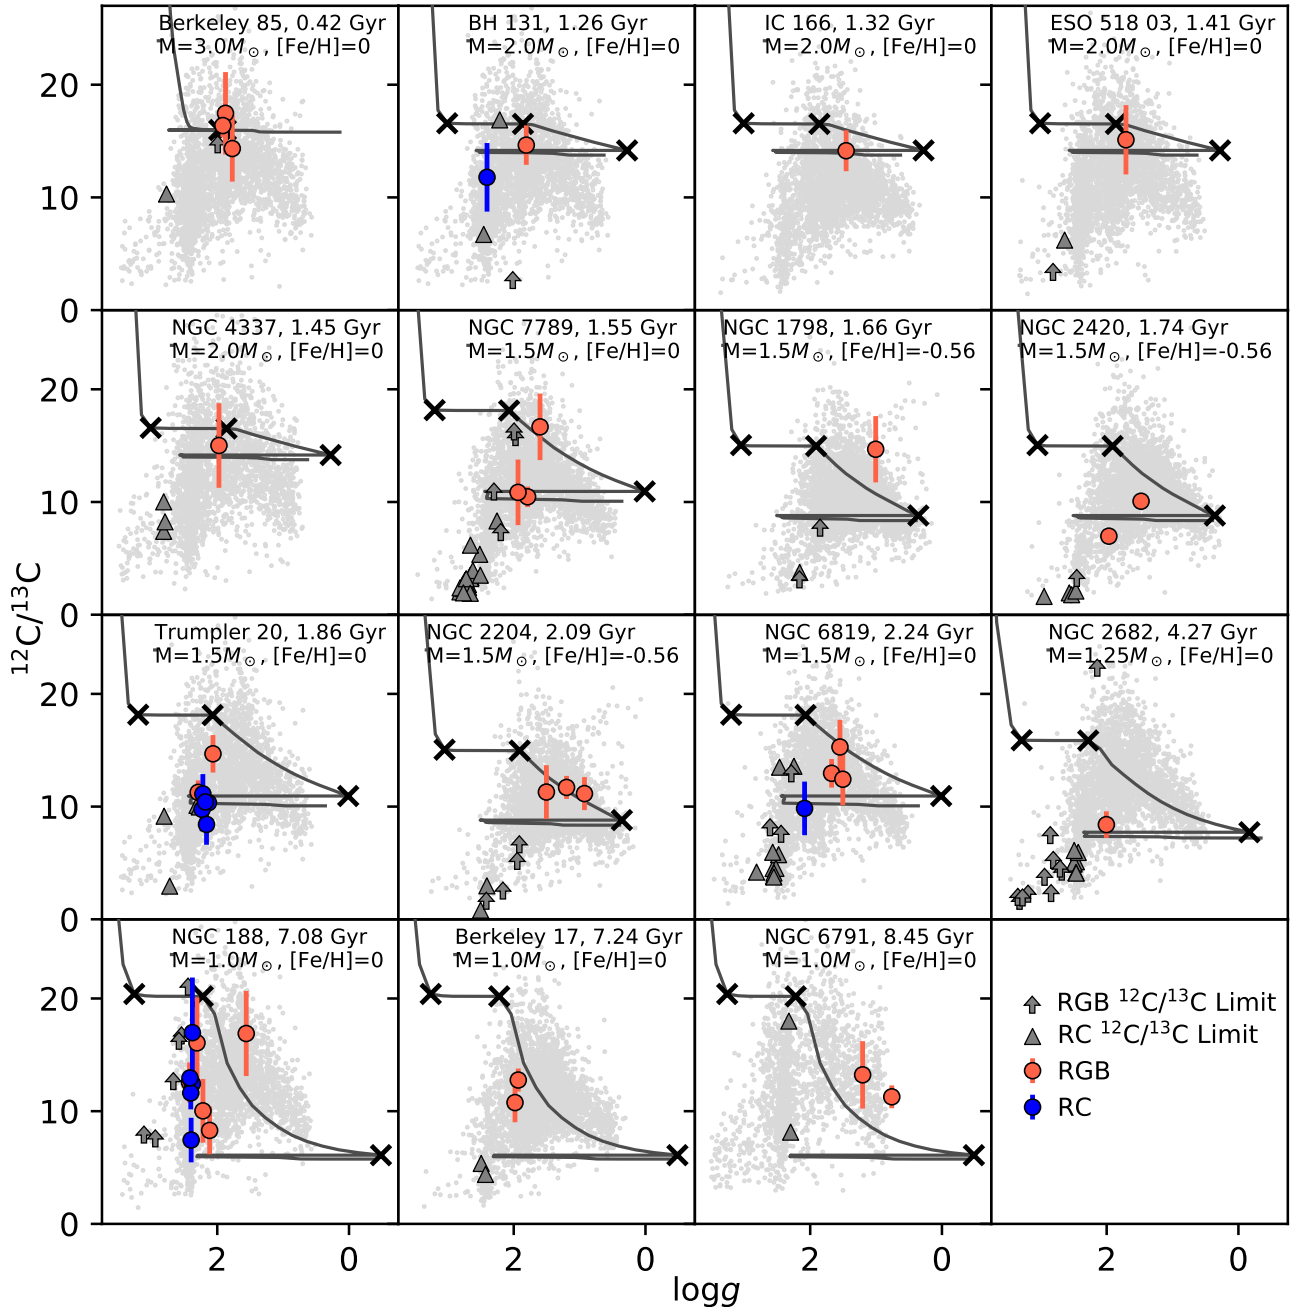 Berkeley 85, 0.42 Gyr
M=3.0M⊙, [Fe/H]=0
BH 131, 1.26 Gyr
M=2.0M⊙, [Fe/H]=0
IC 166, 1.32 Gyr
M=2.0M⊙, [Fe/H]=0
ESO 518 03, 1.41 Gyr
M=2.0M⊙, [Fe/H]=0
20
10
0
NGC 4337, 1.45 Gyr
M=2.0M⊙, [Fe/H]=0
NGC 7789, 1.55 Gyr
M=1.5M⊙, [Fe/H]=0
NGC 1798, 1.66 Gyr
M=1.5M⊙, [Fe/H]=-0.56
NGC 2420, 1.74 Gyr
M=1.5M⊙, [Fe/H]=-0.56
20
10
0
¹²C/¹³C
Trumpler 20, 1.86 Gyr
M=1.5M⊙, [Fe/H]=0
NGC 2204, 2.09 Gyr
M=1.5M⊙, [Fe/H]=-0.56
NGC 6819, 2.24 Gyr
M=1.5M⊙, [Fe/H]=0
NGC 2682, 4.27 Gyr
M=1.25M⊙, [Fe/H]=0
20
10
0
NGC 188, 7.08 Gyr
M=1.0M⊙, [Fe/H]=0
Berkeley 17, 7.24 Gyr
M=1.0M⊙, [Fe/H]=0
NGC 6791, 8.45 Gyr
M=1.0M⊙, [Fe/H]=0
20
10
0
RGB ¹²C/¹³C Limit
RC ¹²C/¹³C Limit
RGB
RC
2 0 2 0 2 0 2 0
logg